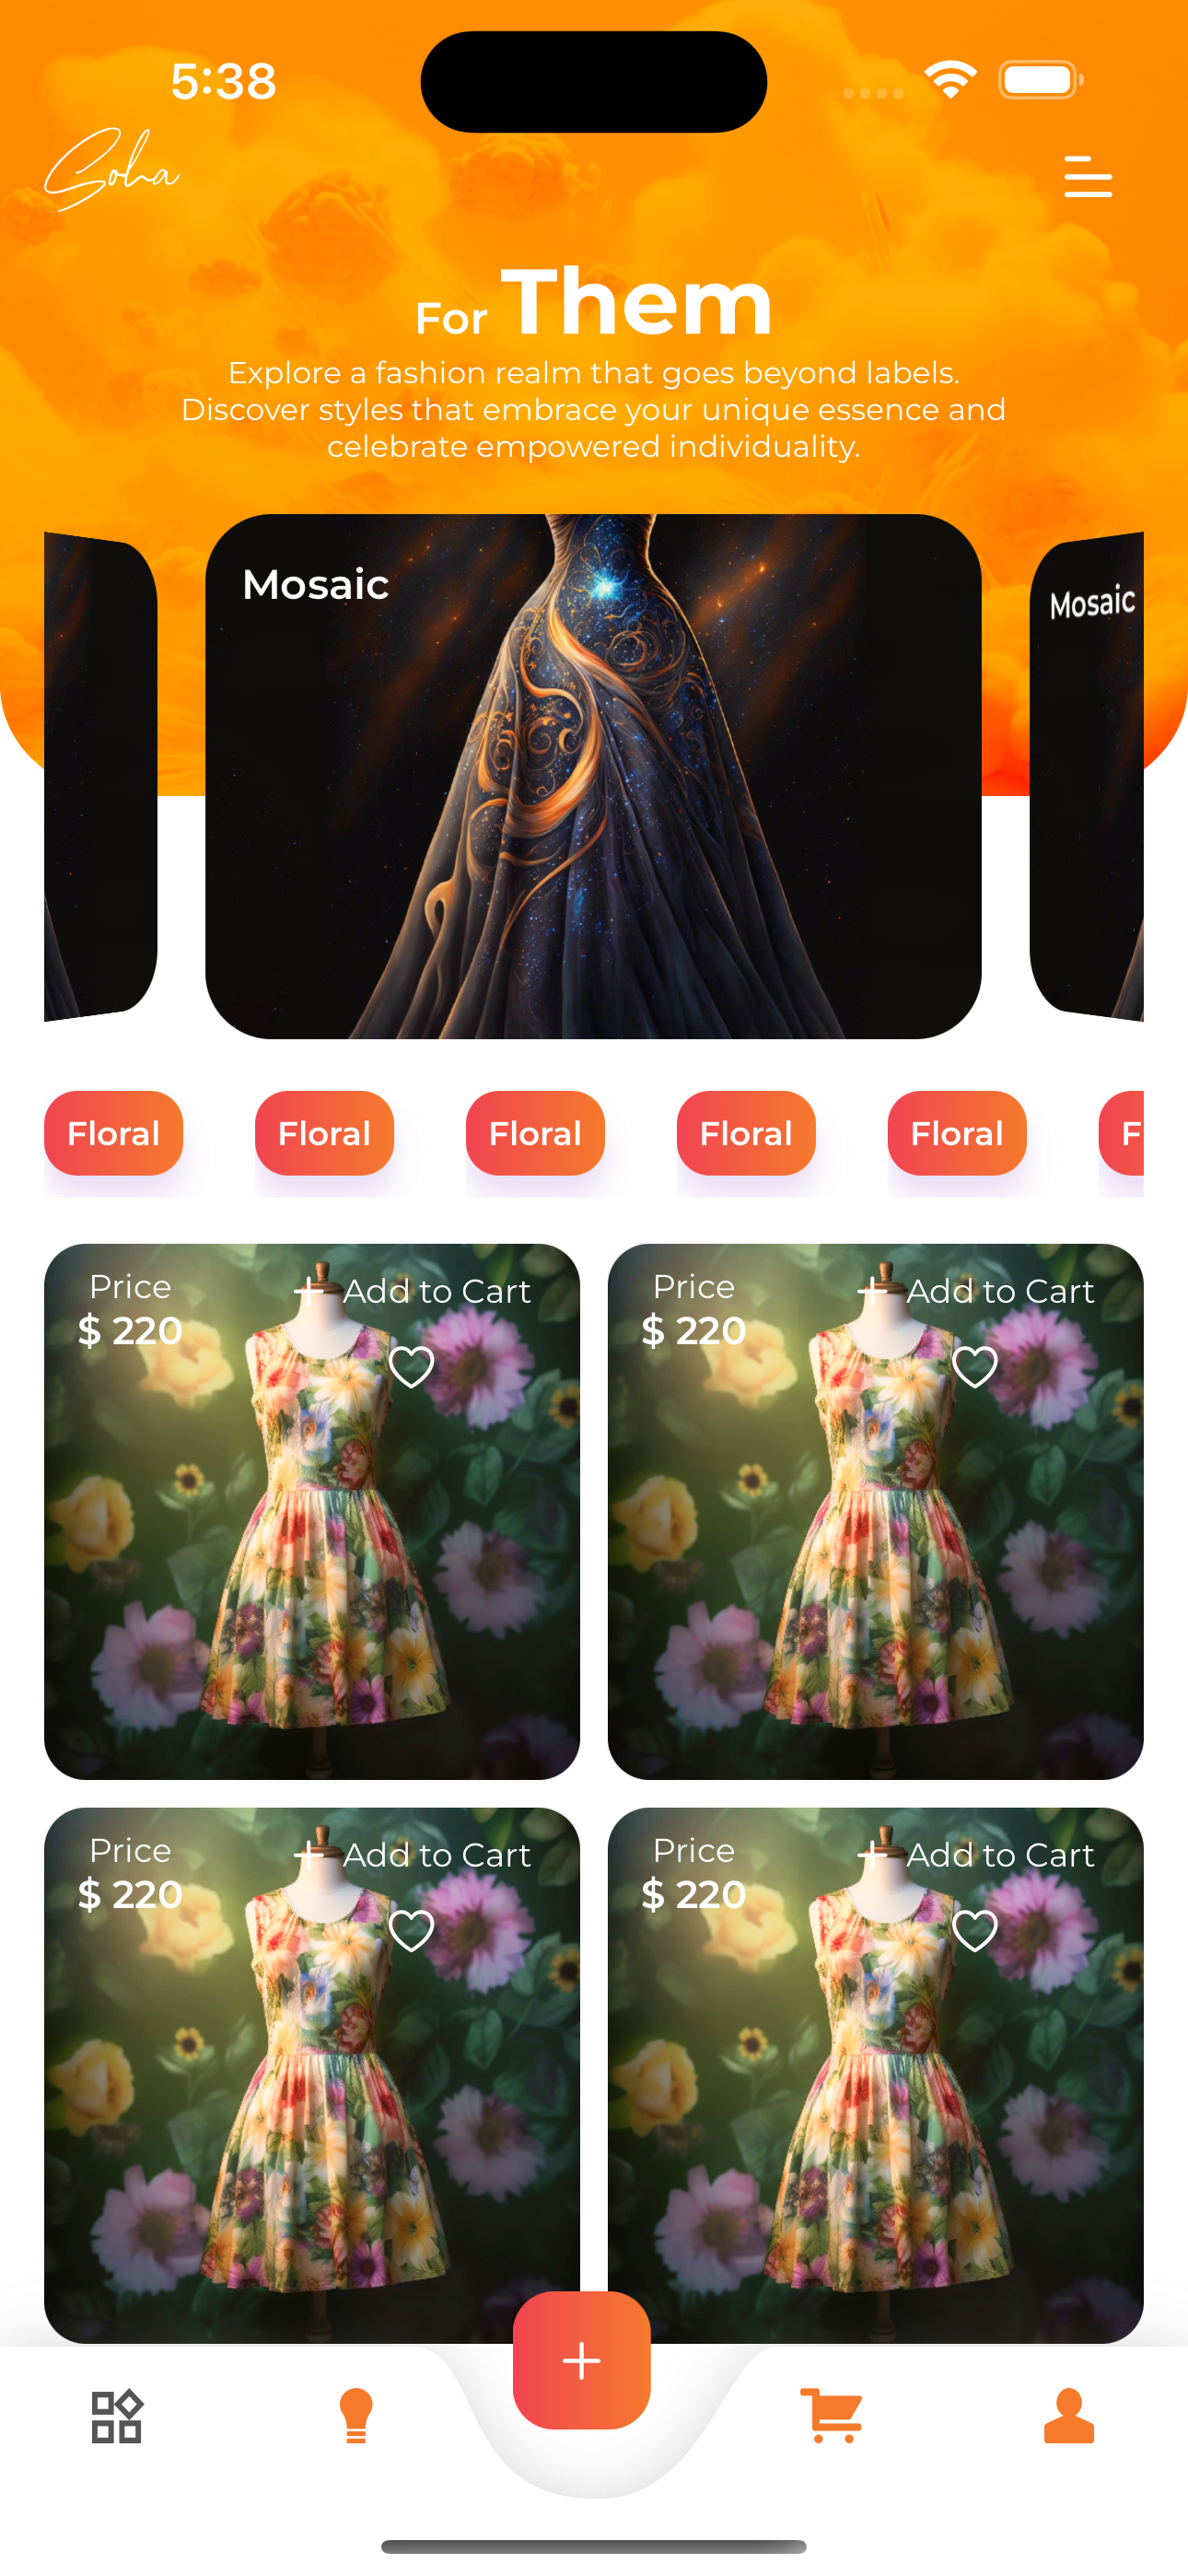 5:38
Soha
For Them
Explore a fashion realm that goes beyond labels.
Discover styles that embrace your unique essence and
celebrate empowered individuality.
Mosaic
Mosaic
Floral Floral Floral Floral Floral F
Price + Add to Cart Price + Add to Cart
$ 220 $ 220
Price + Add to Cart Price + Add to Cart
$ 220 $ 220